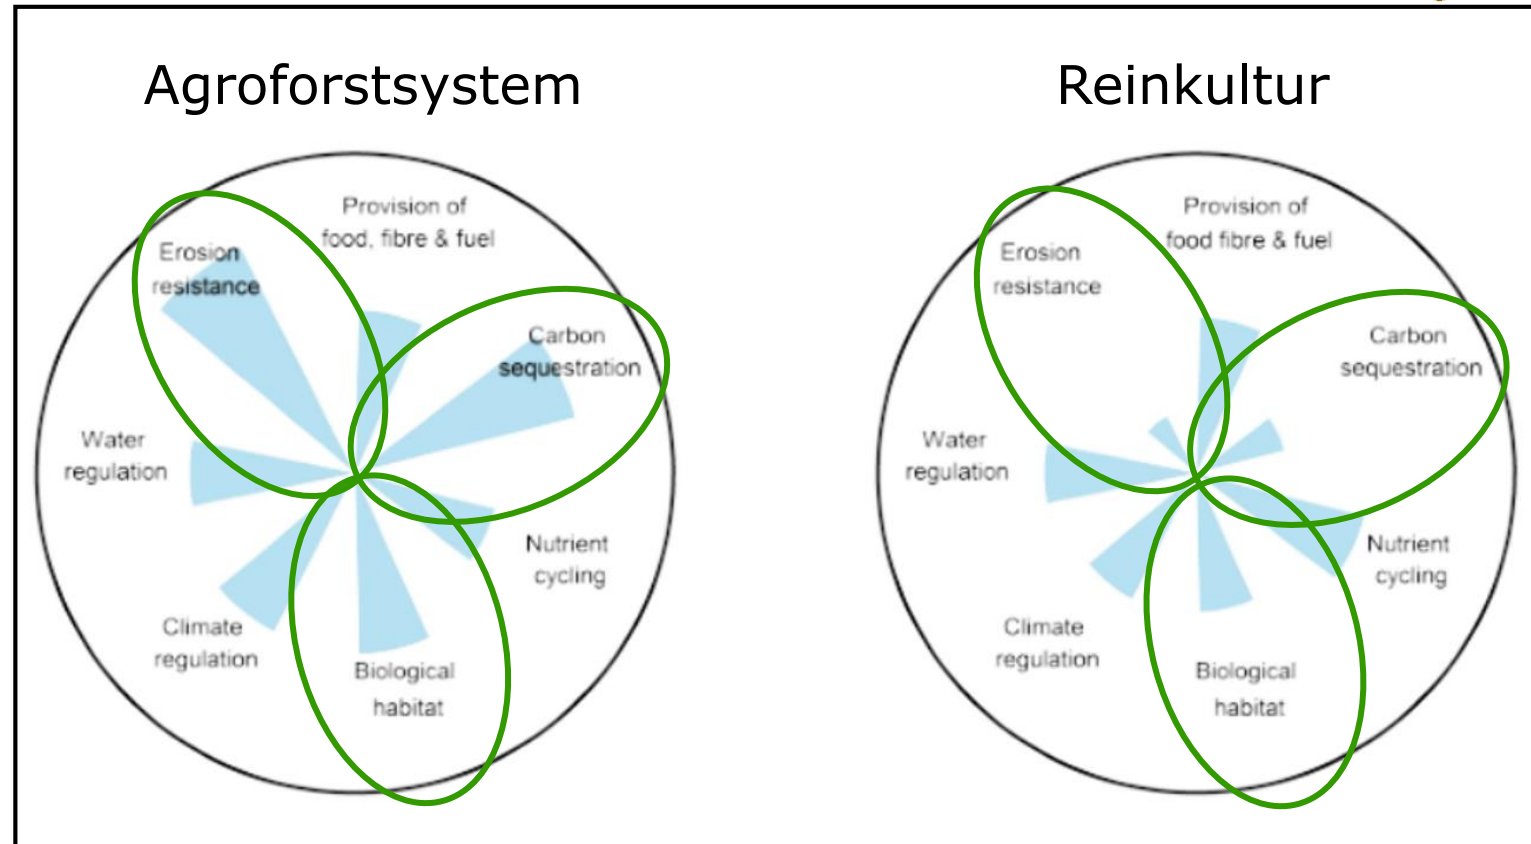 Agroforstsystem
Provision of
food, fibre & fuel
Erosion
resistance
Carbon
sequestration
Water
regulation
Nutrient
cycling
Climate
regulation
Biological
habitat
Reinkultur
Provision of
food fibre & fuel
Erosion
resistance
Carbon
sequestration
Water
regulation
Nutrient
cycling
Climate
regulation
Biological
habitat